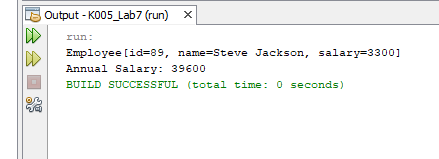 Output - K005_Lab7 (run)
run:
Employee[id=89, name=Steve Jackson, salary=3300]
Annual Salary: 39600
BUILD SUCCESSFUL (total time: 0 seconds)